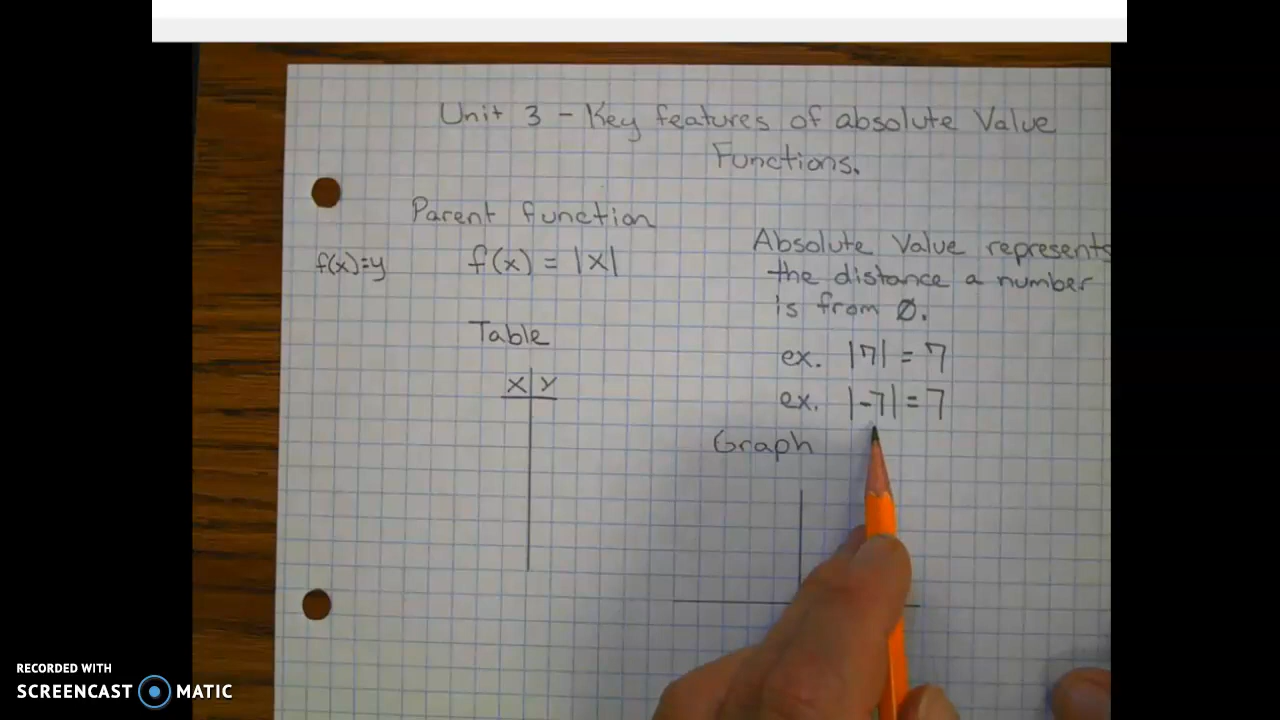 Unit 3 - Key features of absolute Value
Functions.
Parent function
f(x)=y
f(x) = |x|
Absolute Value represents
the distance a number
is from 0.
ex. |7| = 7
ex. |-7| = 7
Table
X Y
Graph
RECORDED WITH
SCREENCAST MATIC